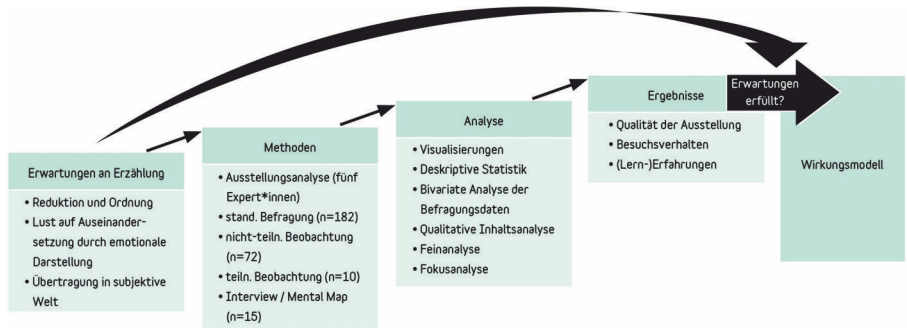 Erwartungen an Erzählung
• Reduktion und Ordnung
• Lust auf Auseinander-
setzung durch emotionale
Darstellung
• Übertragung in subjektive
Welt
Methoden
• Ausstellungsanalyse (fünf
Expert*innen)
• stand. Befragung (n=182)
• nicht-teiln. Beobachtung
(n=72)
• teiln. Beobachtung (n=10)
• Interview / Mental Map
(n=15)
Analyse
• Visualisierungen
• Deskriptive Statistik
• Bivariate Analyse der
Befragungsdaten
• Qualitative Inhaltsanalyse
• Feinanalyse
• Fokusanalyse
Ergebnisse
• Qualität der Ausstellung
• Besuchsverhalten
• (Lern-)Erfahrungen
Erwartungen
erfüllt?
Wirkungsmodell